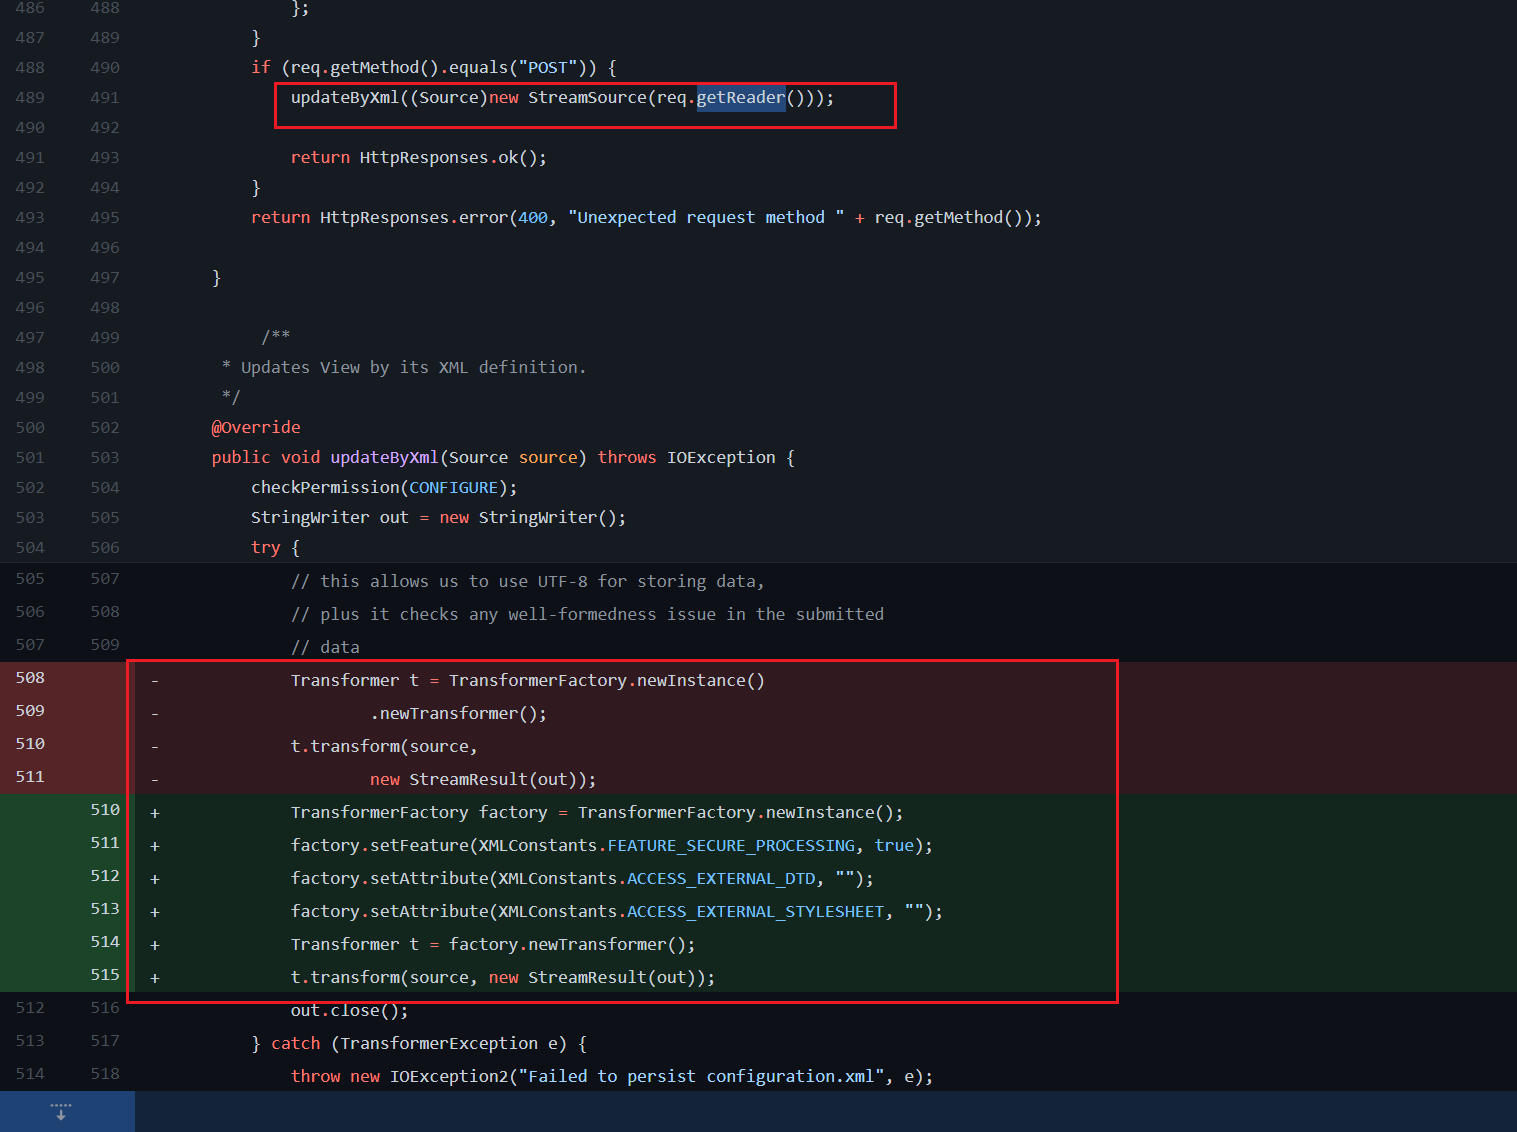 486 488 };
487 489 }
488 490 if (req.getMethod().equals("POST")) {
489 491 updateByXml((Source)new StreamSource(req.getReader()));
490 492
491 493 return HttpResponses.ok();
492 494 }
493 495 return HttpResponses.error(400, "Unexpected request method " + req.getMethod());
494 496
495 497 }
496 498
497 499 /**
498 500 * Updates View by its XML definition.
499 501 */
500 502 @Override
501 503 public void updateByXml(Source source) throws IOException {
502 504 checkPermission(CONFIGURE);
503 505 StringWriter out = new StringWriter();
504 506 try {
505 507 // this allows us to use UTF-8 for storing data,
506 508 // plus it checks any well-formedness issue in the submitted
507 509 // data
508 - Transformer t = TransformerFactory.newInstance()
509 - .newTransformer();
510 - t.transform(source,
511 - new StreamResult(out));
510 + TransformerFactory factory = TransformerFactory.newInstance();
511 + factory.setFeature(XMLConstants.FEATURE_SECURE_PROCESSING, true);
512 + factory.setAttribute(XMLConstants.ACCESS_EXTERNAL_DTD, "");
513 + factory.setAttribute(XMLConstants.ACCESS_EXTERNAL_STYLESHEET, "");
514 + Transformer t = factory.newTransformer();
515 + t.transform(source, new StreamResult(out));
512 516 out.close();
513 517 } catch (TransformerException e) {
514 518 throw new IOException2("Failed to persist configuration.xml", e);